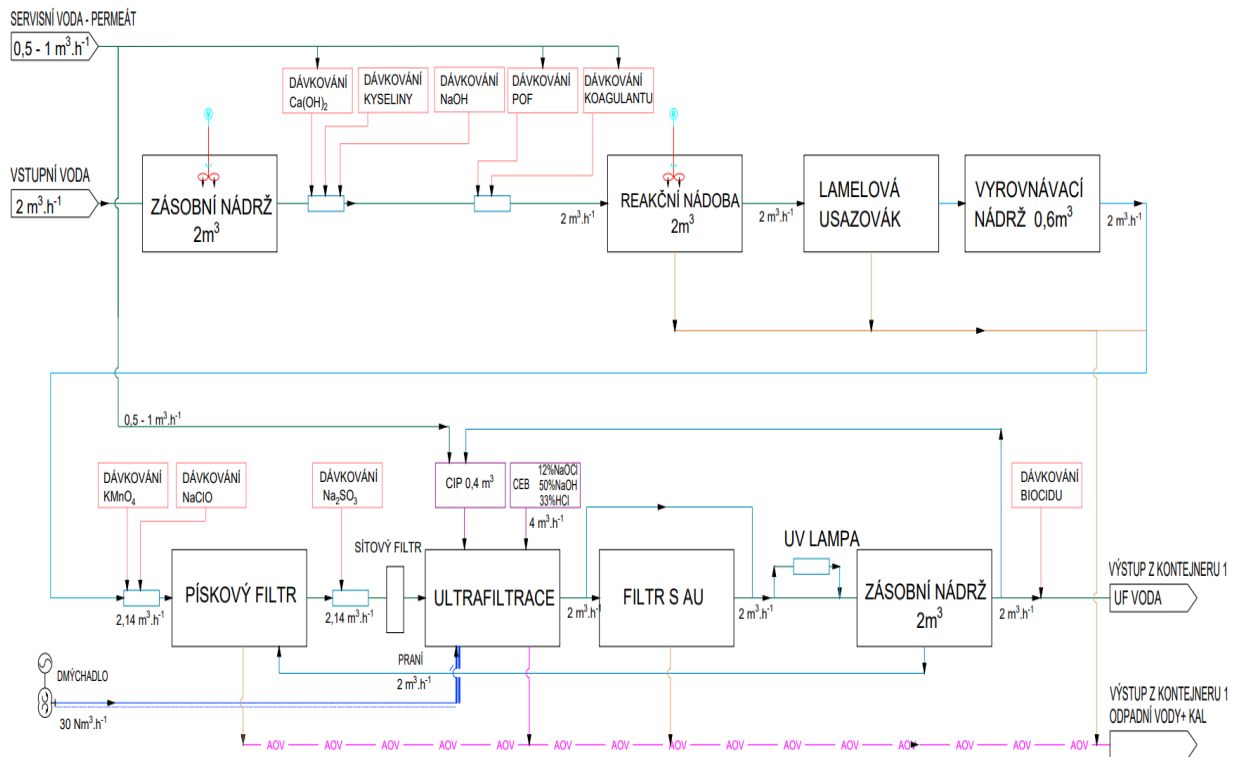 SERVISNÍ VODA - PERMEÁT
0,5 - 1 m³.h⁻¹
DÁVKOVÁNÍ
Ca(OH)₂
DÁVKOVÁNÍ
KYSELINY
DÁVKOVÁNÍ
NaOH
DÁVKOVÁNÍ
POF
DÁVKOVÁNÍ
KOAGULANTU
VSTUPNÍ VODA
2 m³.h⁻¹
ZÁSOBNÍ NÁDRŽ
2m³
2 m³.h⁻¹
REAKČNÍ NÁDOBA
2m³
2 m³.h⁻¹
LAMELOVÁ
USAZOVÁK
VYROVNÁVACÍ
NÁDRŽ 0,6m³
2 m³.h⁻¹
0,5 - 1 m³.h⁻¹
DÁVKOVÁNÍ
KMnO₄
DÁVKOVÁNÍ
NaClO
DÁVKOVÁNÍ
Na₂SO₃
CIP 0,4 m³
CEB
12%NaOCl
50%NaOH
33%HCl
4 m³.h⁻¹
DÁVKOVÁNÍ
BIOCIDU
SÍTOVÝ FILTR
UV LAMPA
2,14 m³.h⁻¹
PÍSKOVÝ FILTR
2,14 m³.h⁻¹
ULTRAFILTRACE
2 m³.h⁻¹
FILTR S AU
2 m³.h⁻¹
ZÁSOBNÍ NÁDRŽ
2m³
2 m³.h⁻¹
VÝSTUP Z KONTEJNERU 1
UF VODA
PRANÍ
2 m³.h⁻¹
DMÝCHADLO
30 Nm³.h⁻¹
VÝSTUP Z KONTEJNERU 1
ODPADNÍ VODY+ KAL
AOV AOV AOV AOV AOV AOV AOV AOV AOV AOV AOV AOV AOV AOV